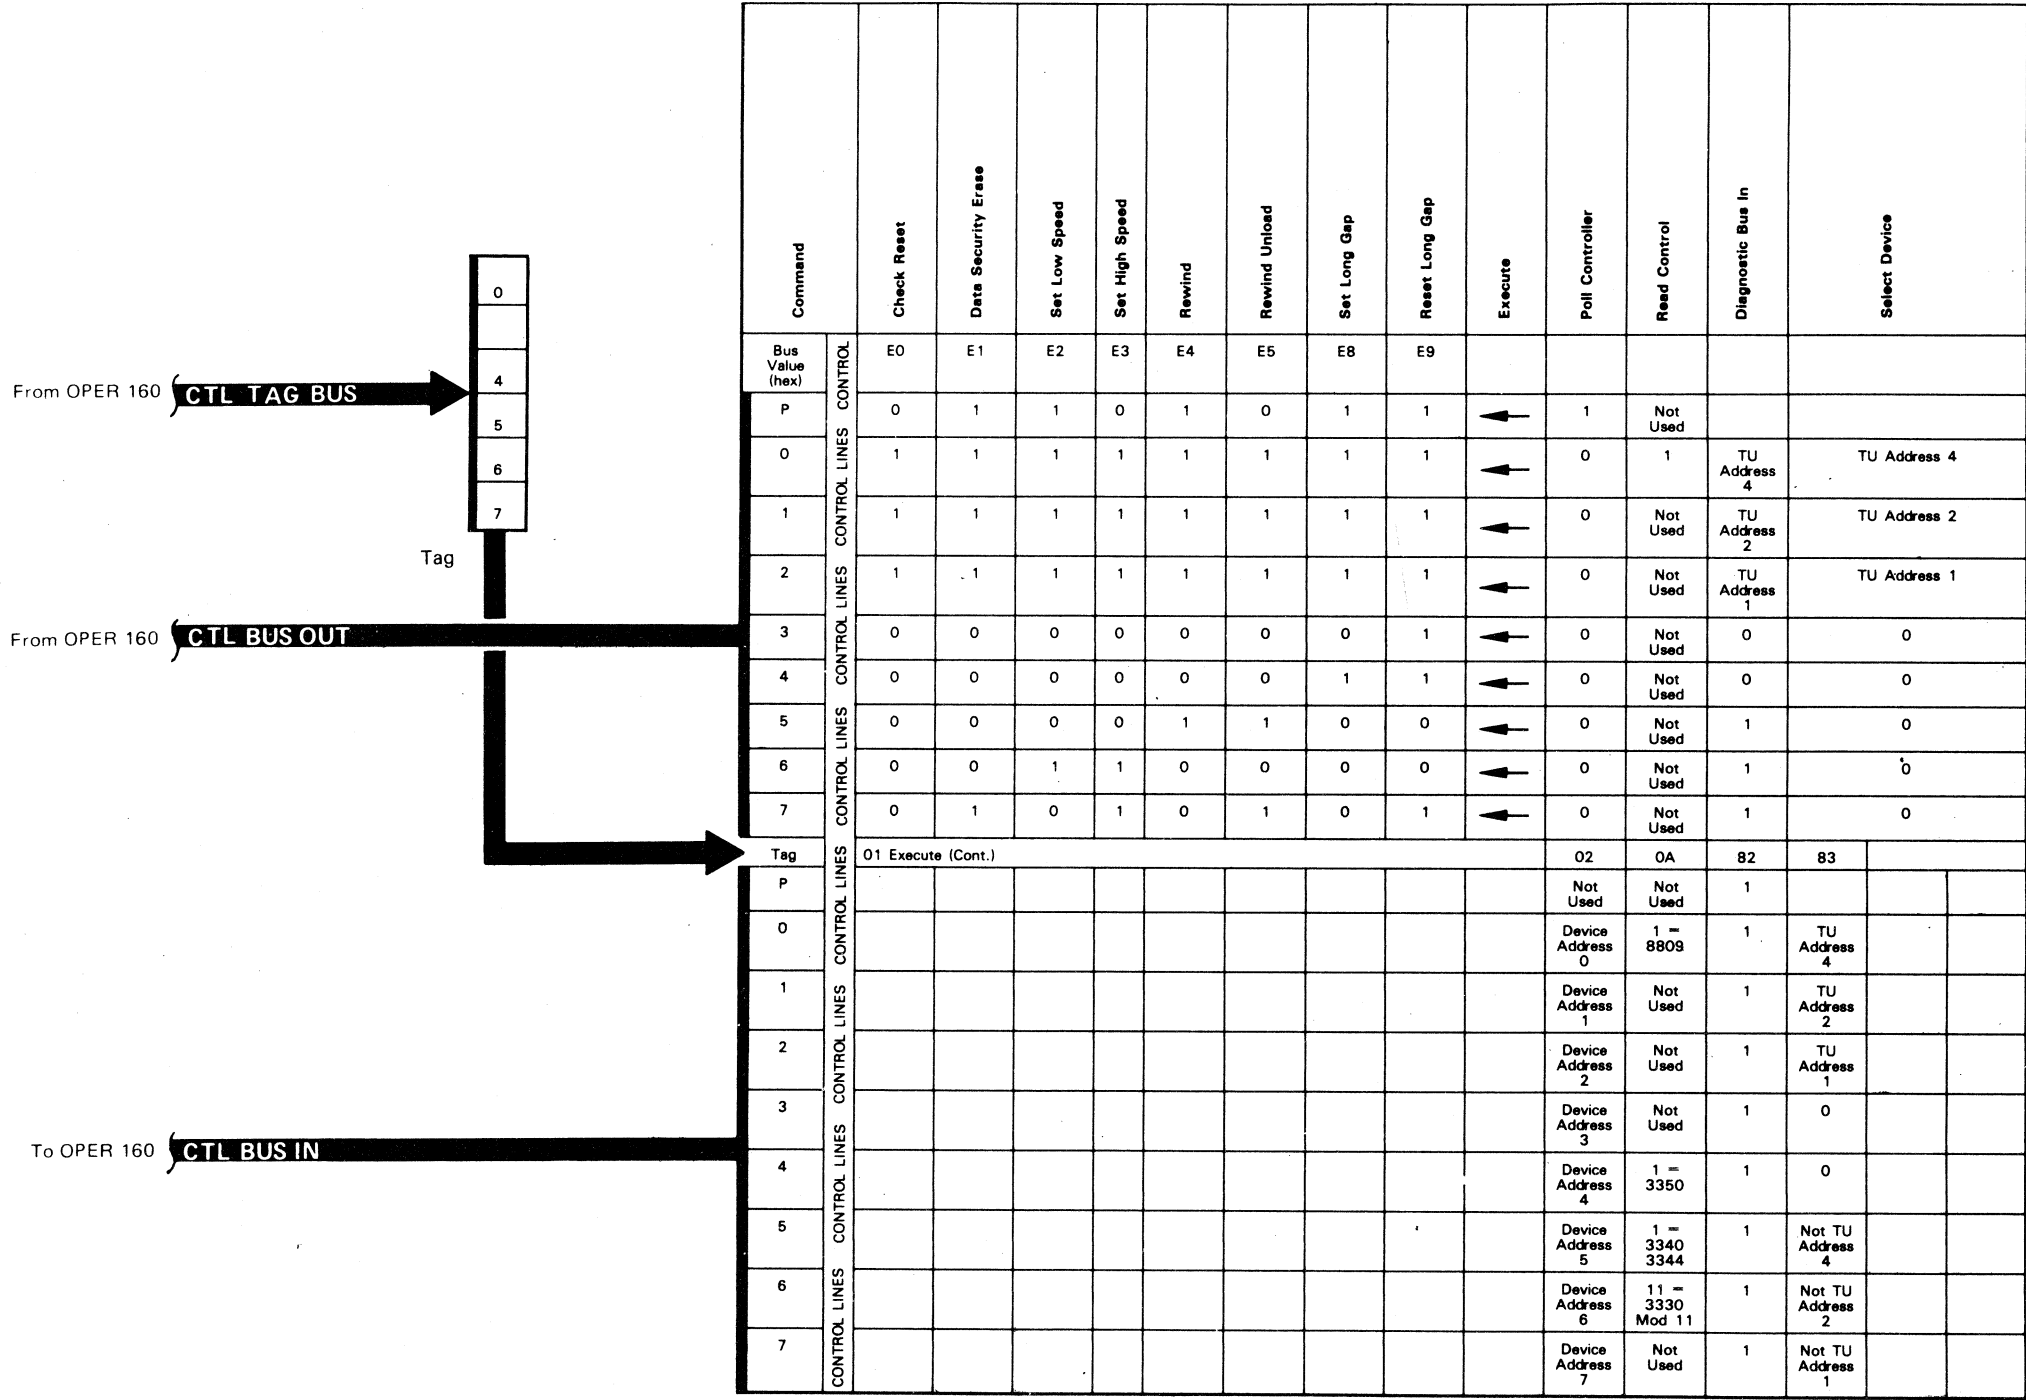 Command	Check Reset	Data Security Erase	Set Low Speed	Set High Speed	Rewind	Rewind Unload	Set Long Gap	Reset Long Gap	Execute	Poll Controller	Read Control	Diagnostic Bus In	Select Device
Bus Value (hex)	E0	E1	E2	E3	E4	E5	E8	E9
P	0	1	1	0	1	0	1	1	1	Not Used
0	1	1	1	1	1	1	1	1	0	1	TU Address 4	TU Address 4
1	1	1	1	1	1	1	1	1	0	Not Used	TU Address 2	TU Address 2
2	1	1	1	1	1	1	1	1	0	Not Used	TU Address 1	TU Address 1
3	0	0	0	0	0	0	0	1	0	Not Used	0	0
4	0	0	0	0	0	0	1	1	0	Not Used	0	0
5	0	0	0	0	1	1	0	0	0	Not Used	1	0
6	0	0	1	1	0	0	0	0	0	Not Used	1	0
7	0	1	0	1	0	1	0	1	0	Not Used	1	0
Tag	01 Execute (Cont.)	02	0A	82	83
P	Not Used	Not Used	1
0	Device Address 0	1 = 8809	1	TU Address 4
1	Device Address 1	Not Used	1	TU Address 2
2	Device Address 2	Not Used	1	TU Address 1
3	Device Address 3	Not Used	1	0
4	Device Address 4	1 = 3350	1	0
5	Device Address 5	1 = 3340 3344	1	Not TU Address 4
6	Device Address 6	11 = 3330 Mod 11	1	Not TU Address 2
7	Device Address 7	Not Used	1	Not TU Address 1
CONTROL LINES CONTROL LINES CONTROL LINES CONTROL LINES CONTROL LINES CONTROL LINES CONTROL LINES CONTROL LINES CONTROL
From OPER 160 CTL TAG BUS
0
4
5
6
7
Tag
From OPER 160 CTL BUS OUT
To OPER 160 CTL BUS IN